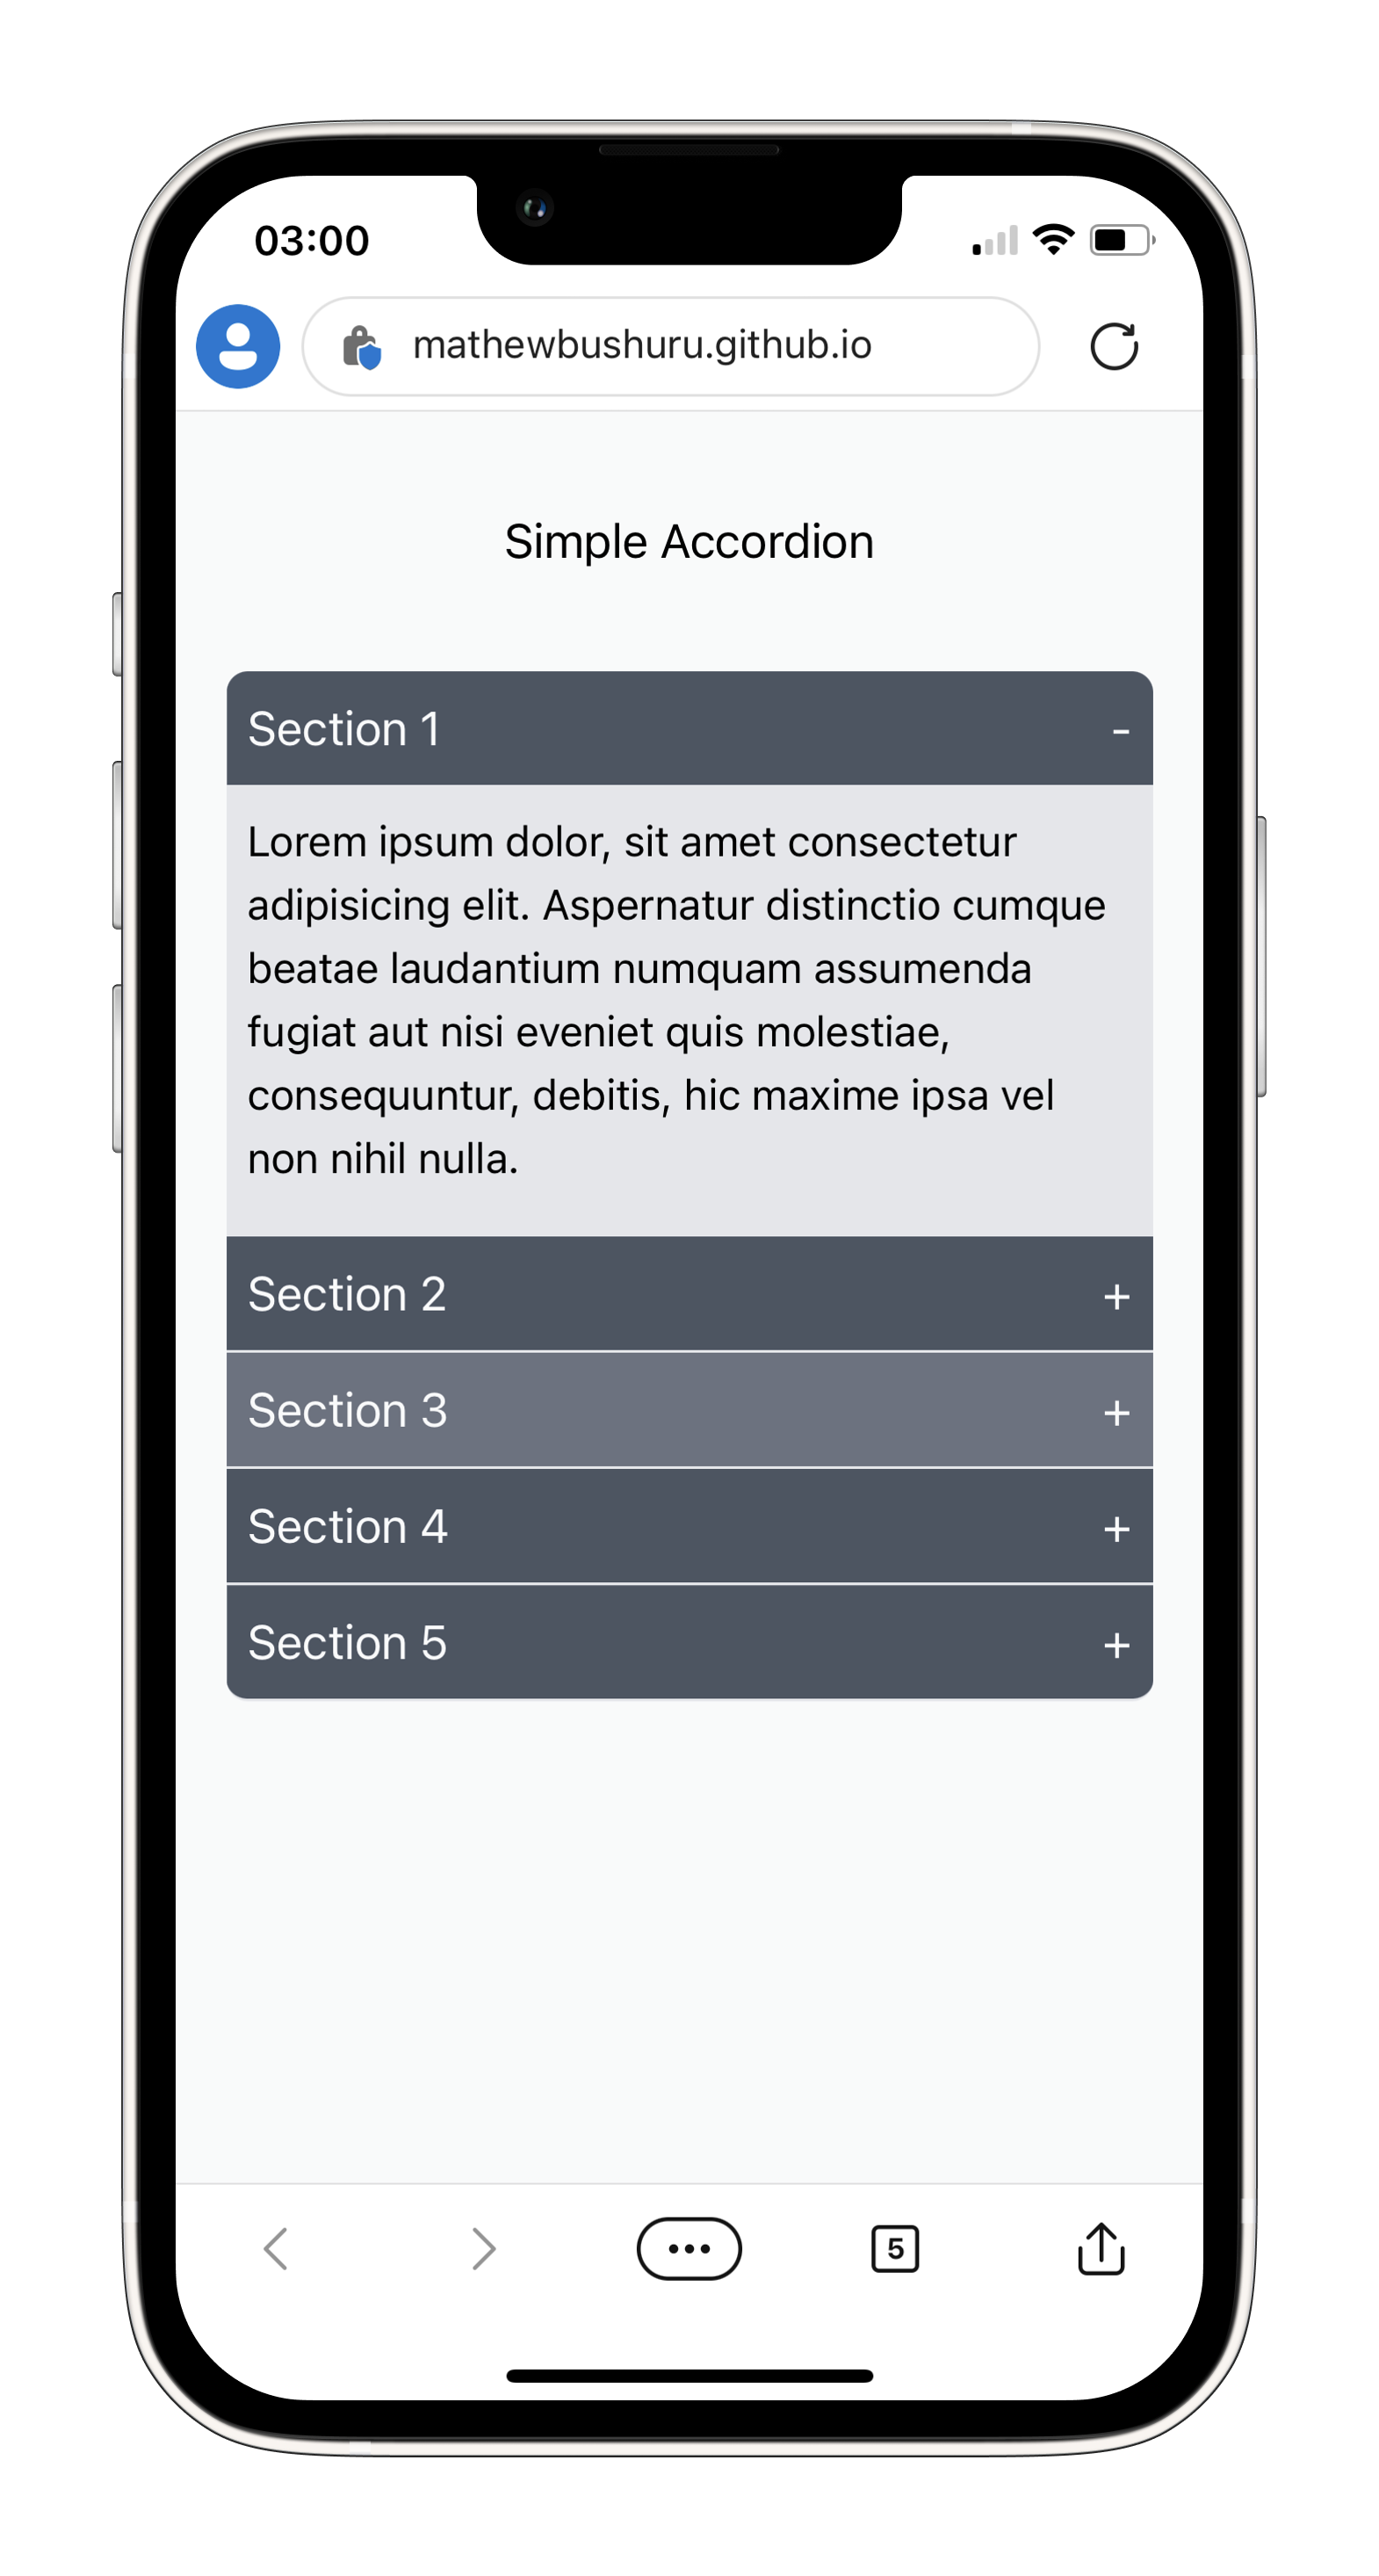 03:00
mathewbushuru.github.io
Simple Accordion
Section 1 -
Lorem ipsum dolor, sit amet consectetur
adipisicing elit. Aspernatur distinctio cumque
beatae laudantium numquam assumenda
fugiat aut nisi eveniet quis molestiae,
consequuntur, debitis, hic maxime ipsa vel
non nihil nulla.
Section 2 +
Section 3 +
Section 4 +
Section 5 +
5